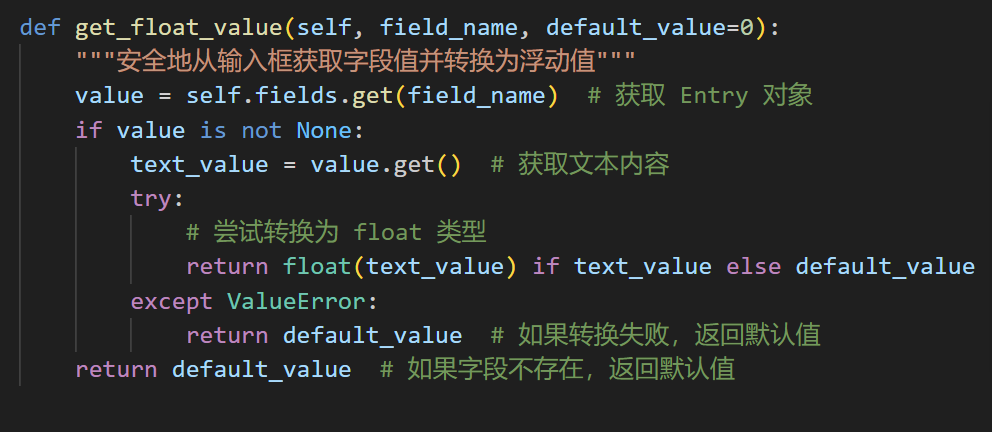 def get_float_value(self, field_name, default_value=0):
    """安全地从输入框获取字段值并转换为浮动值"""
    value = self.fields.get(field_name)  # 获取 Entry 对象
    if value is not None:
        text_value = value.get()  # 获取文本内容
        try:
            # 尝试转换为 float 类型
            return float(text_value) if text_value else default_value
        except ValueError:
            return default_value  # 如果转换失败，返回默认值
    return default_value  # 如果字段不存在，返回默认值